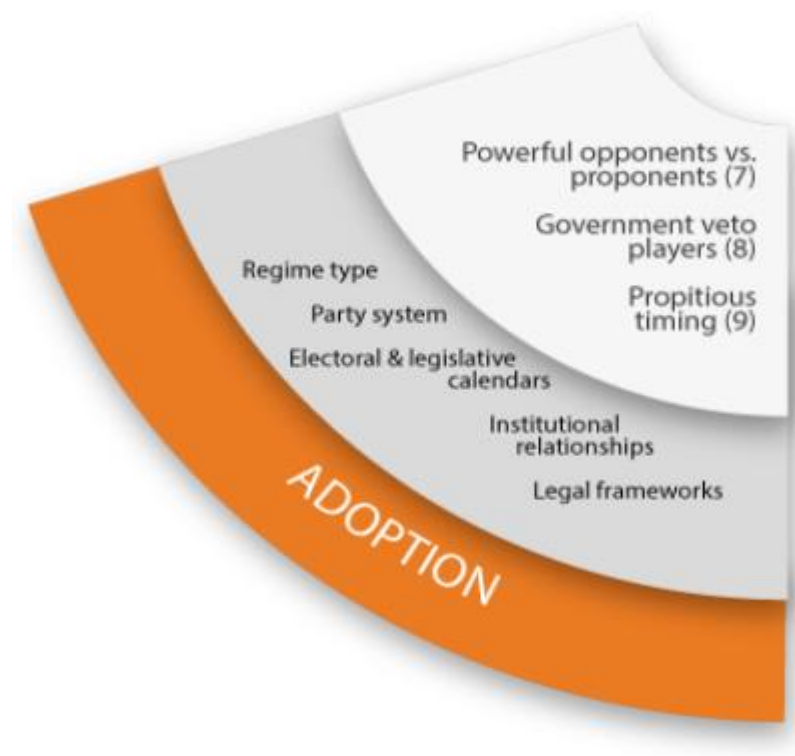 Powerful opponents vs.
proponents (7)
Government veto
players (8)
Propitious
timing (9)
Regime type
Party system
Electoral & legislative
calendars
Institutional
relationships
Legal frameworks
ADOPTION